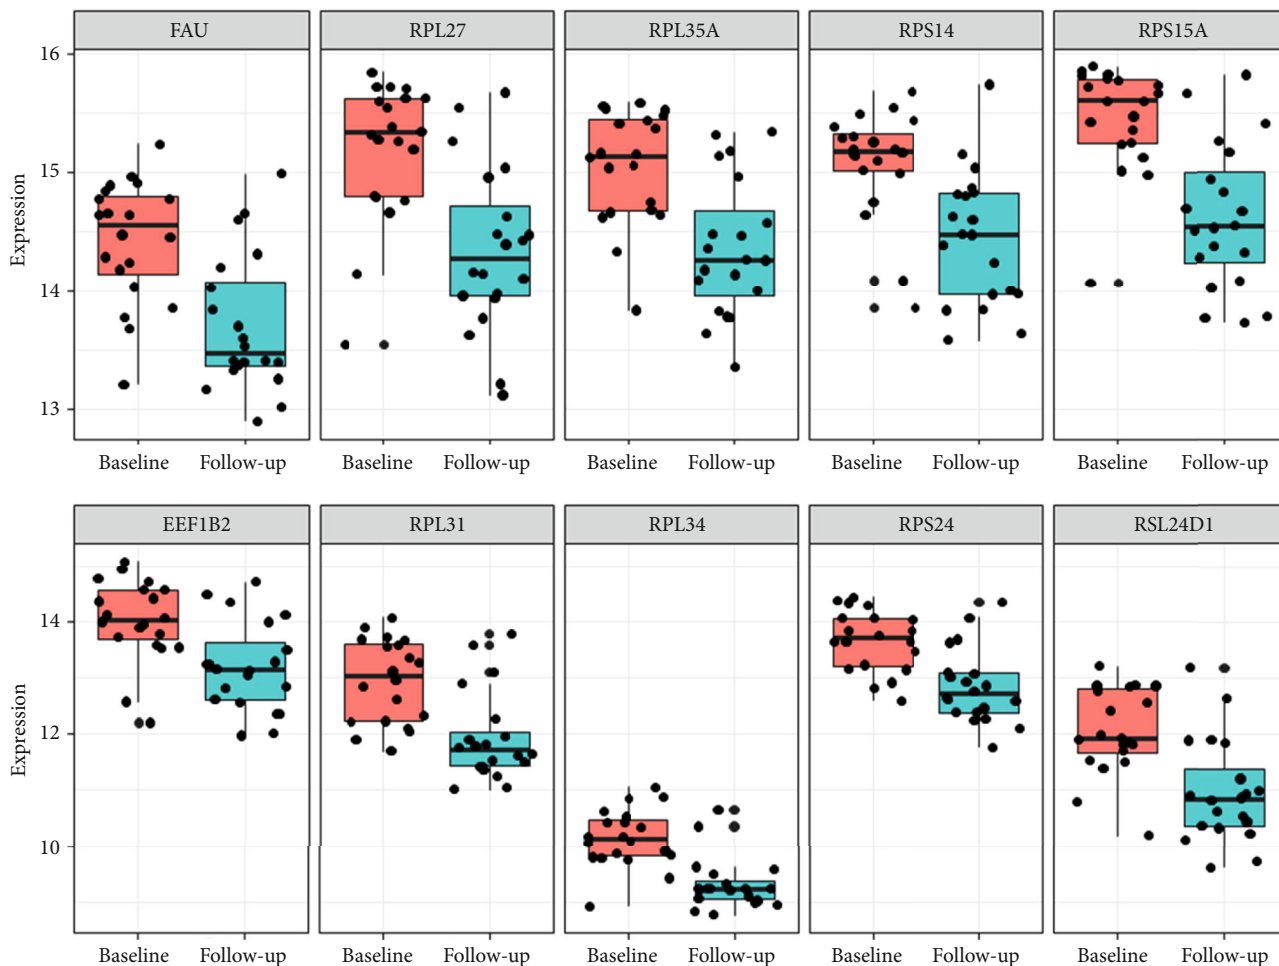 FAU RPL27 RPL35A RPS14 RPS15A
16
15
14
13
Expression
Baseline Follow-up Baseline Follow-up Baseline Follow-up Baseline Follow-up Baseline Follow-up
EEF1B2 RPL31 RPL34 RPS24 RSL24D1
14
12
10
Expression
Baseline Follow-up Baseline Follow-up Baseline Follow-up Baseline Follow-up Baseline Follow-up